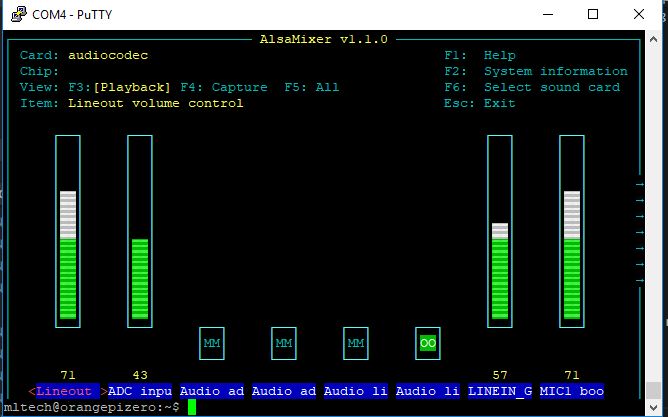 COM4 - PuTTY
AlsaMixer v1.1.0
Card: audiocodec F1: Help
Chip: F2: System information
View: F3:[Playback] F4: Capture F5: All F6: Select sound card
Item: Lineout volume control Esc: Exit
MM MM MM OO
71 43 57 71
<Lineout >ADC inpu Audio ad Audio ad Audio li Audio li LINEIN_G MIC1 boo
mltech@orangepizero:~$